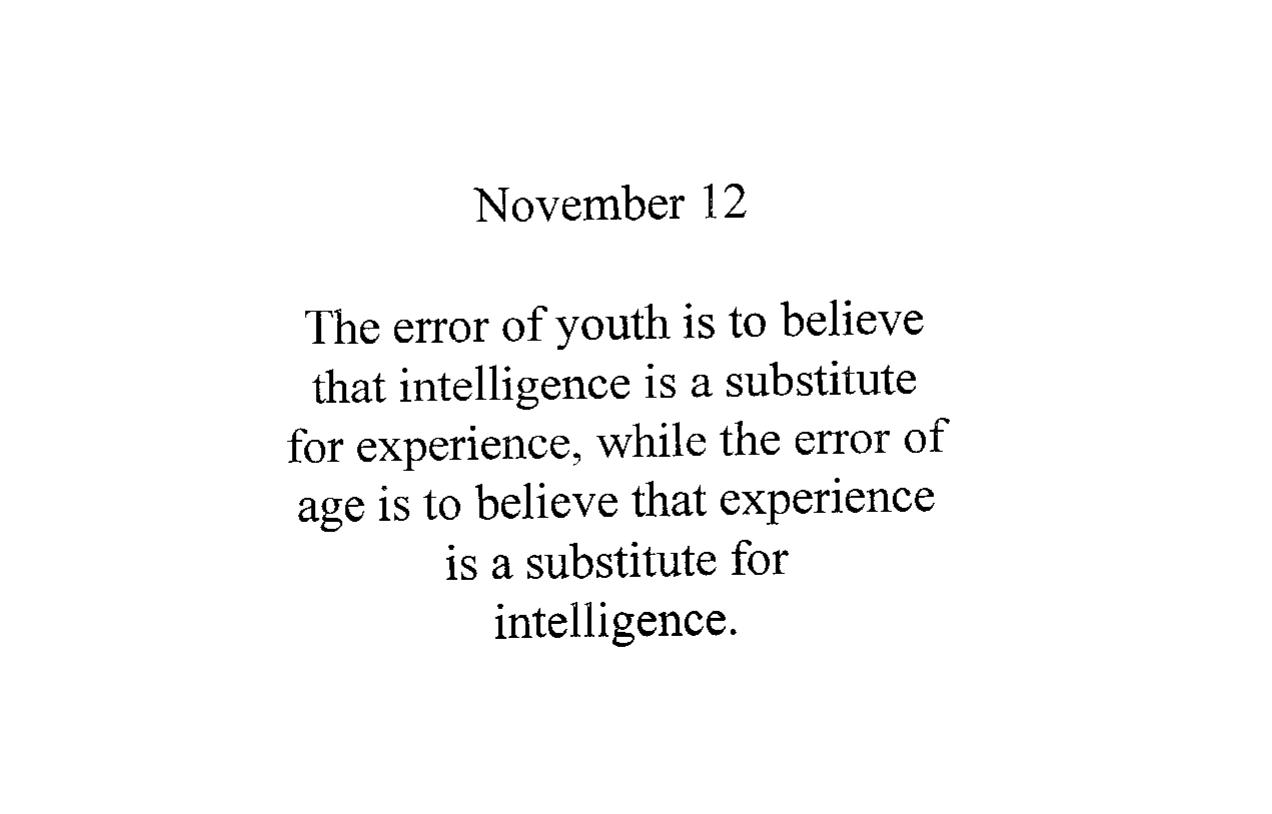 November 12
The error of youth is to believe
that intelligence is a substitute
for experience, while the error of
age is to believe that experience
is a substitute for
intelligence.